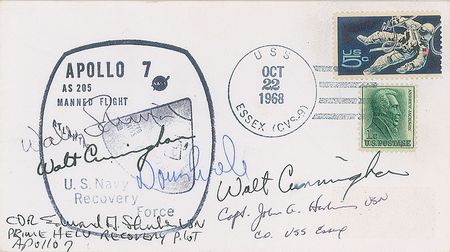 APOLLO 7
AS 205
MANNED FLIGHT
U.S. Navy
Recovery
Force
USS
OCT
22
1968
ESSEX (CVS-9)
US
5c
1c
U.S. POSTAGE
Walt Cunningham
Walt Cunningham
CDR Edward
USN
PRIME HELO RECOVERY PILOT
APOLLO 7
Capt. John A. Harkins USN
CO. USS Essex